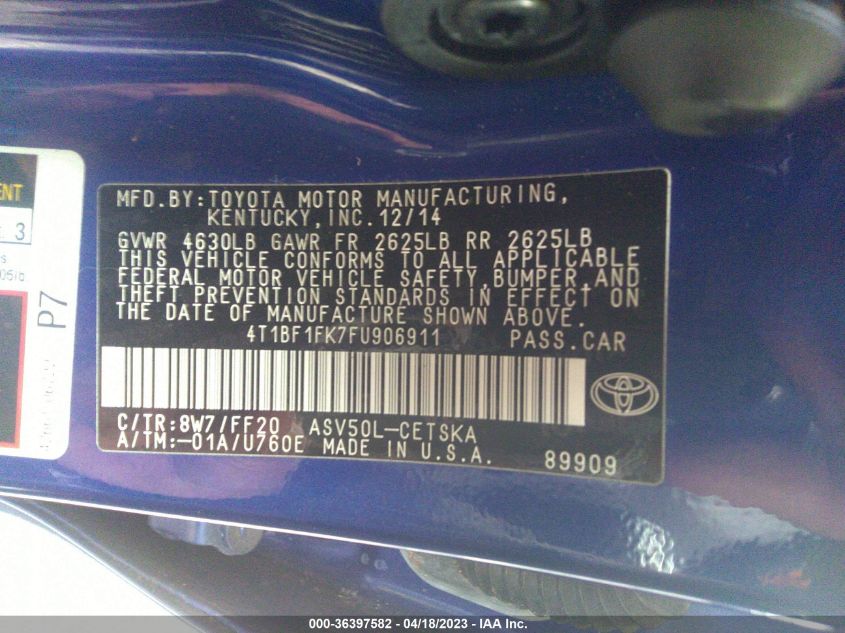 MFD.BY:TOYOTA MOTOR MANUFACTURING,
KENTUCKY,INC.12/14
GVWR 4630LB GAWR FR 2625LB RR 2625LB
THIS VEHICLE CONFORMS TO ALL APPLICABLE
FEDERAL MOTOR VEHICLE SAFETY,BUMPER,AND
THEFT PREVENTION STANDARDS IN EFFECT ON
THE DATE OF MANUFACTURE SHOWN ABOVE.
4T1BF1FK7FU906911 PASS.CAR
C/TR:8W7/FF20 ASV50L-CETSKA
A/TM:-01A/U760E MADE IN U.S.A. 89909
3
P7
000-36397582 - 04/18/2023 - IAA Inc.